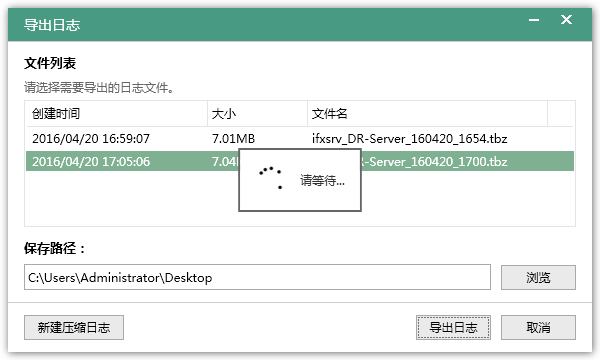 导出日志
文件列表
请选择需要导出的日志文件。
创建时间 大小 文件名
2016/04/20 16:59:07 7.01MB ifxsrv_DR-Server_160420_1654.tbz
2016/04/20 17:05:06 7.04 DR-Server_160420_1700.tbz
请等待...
保存路径：
C:\Users\Administrator\Desktop 浏览
新建压缩日志 导出日志 取消